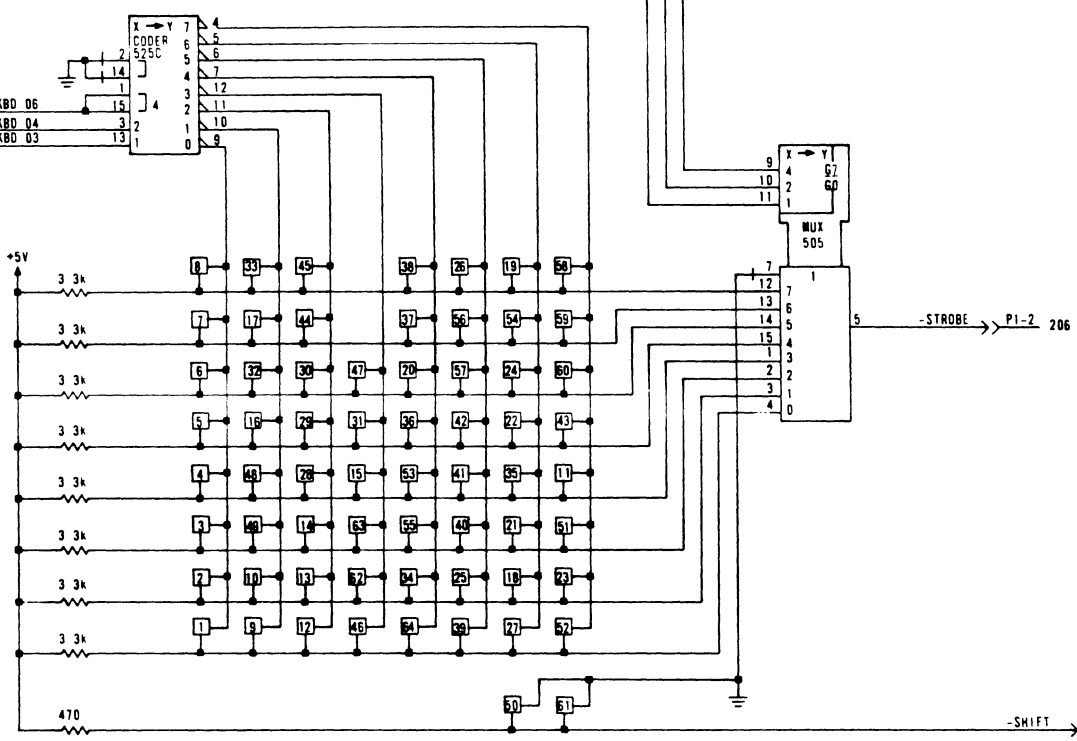 X → Y 7 4
CODER 6 5
2 525C 5 6
14 4 7
1 3 12
KBD 06 15 4 2 11
KBD 04 3 2 1 10
KBD 03 13 1 0 9
X → Y
9 4 G7
10 2 G0
11 1
MUX
505
+5V
8 33 45 38 26 19 58
7 1
3 3k
12 7
13 6
7 17 44 37 56 54 59
14 5
5 -STROBE P1-2 206
3 3k
15 4
1 3
6 32 30 47 20 57 24 60
2 2
3 3k
3 1
4 0
5 16 29 31 36 42 22 43
3 3k
4 48 28 15 53 41 35 11
3 3k
3 49 14 63 55 40 21 51
3 3k
2 10 13 62 34 25 18 23
3 3k
1 9 12 46 64 39 27 52
3 3k
50 61
470
-SHIFT